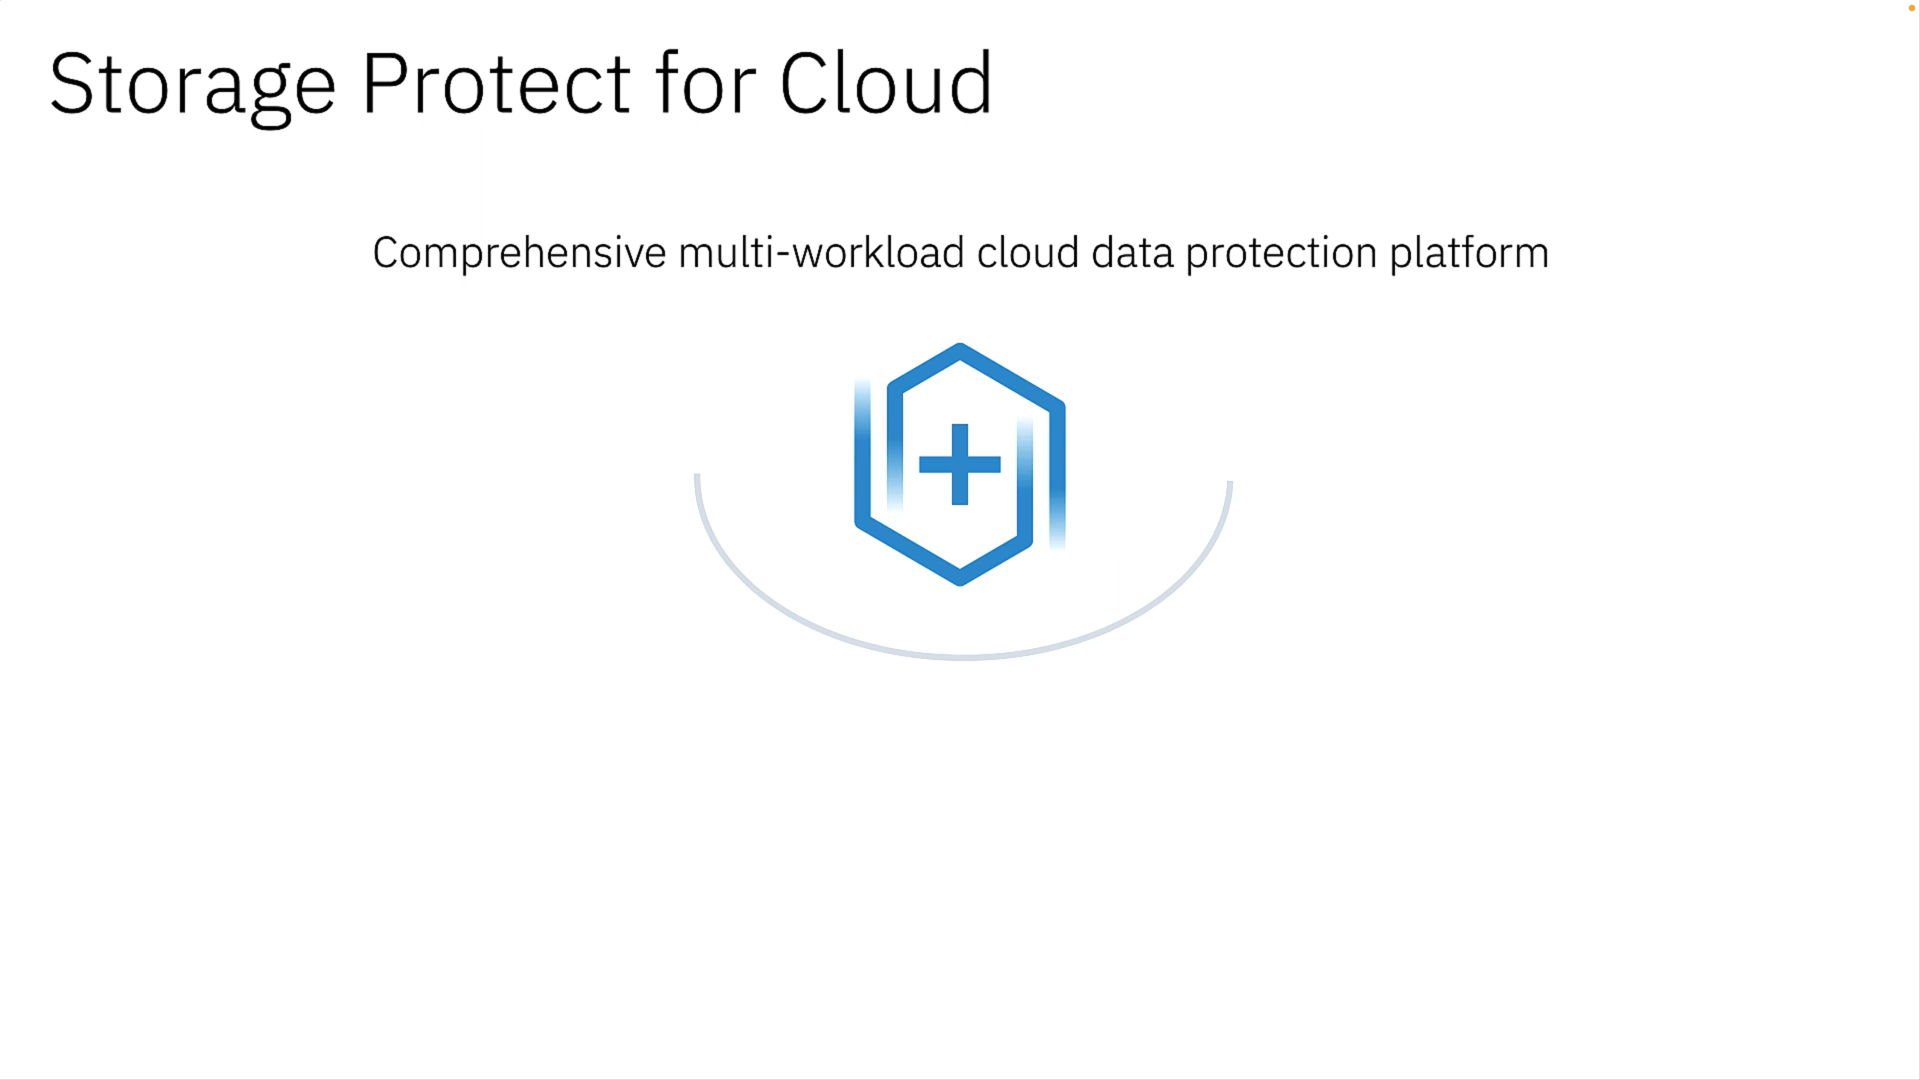 Storage Protect for Cloud
Comprehensive multi-workload cloud data protection platform